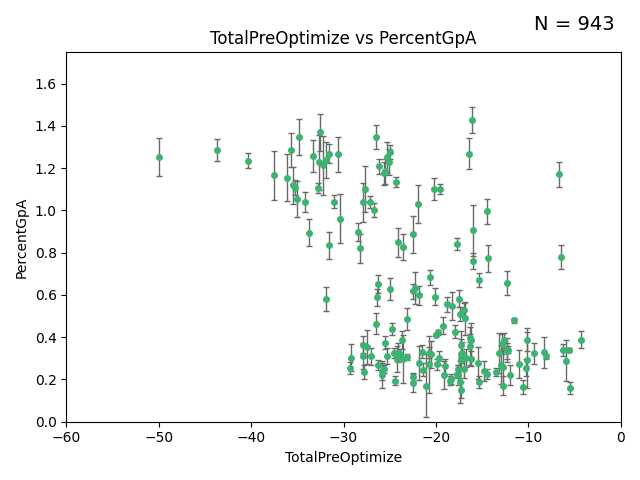 N = 943
TotalPreOptimize vs PercentGpA
PercentGpA
1.6
1.4
1.2
1.0
0.8
0.6
0.4
0.2
0.0
−60 −50 −40 −30 −20 −10 0
TotalPreOptimize